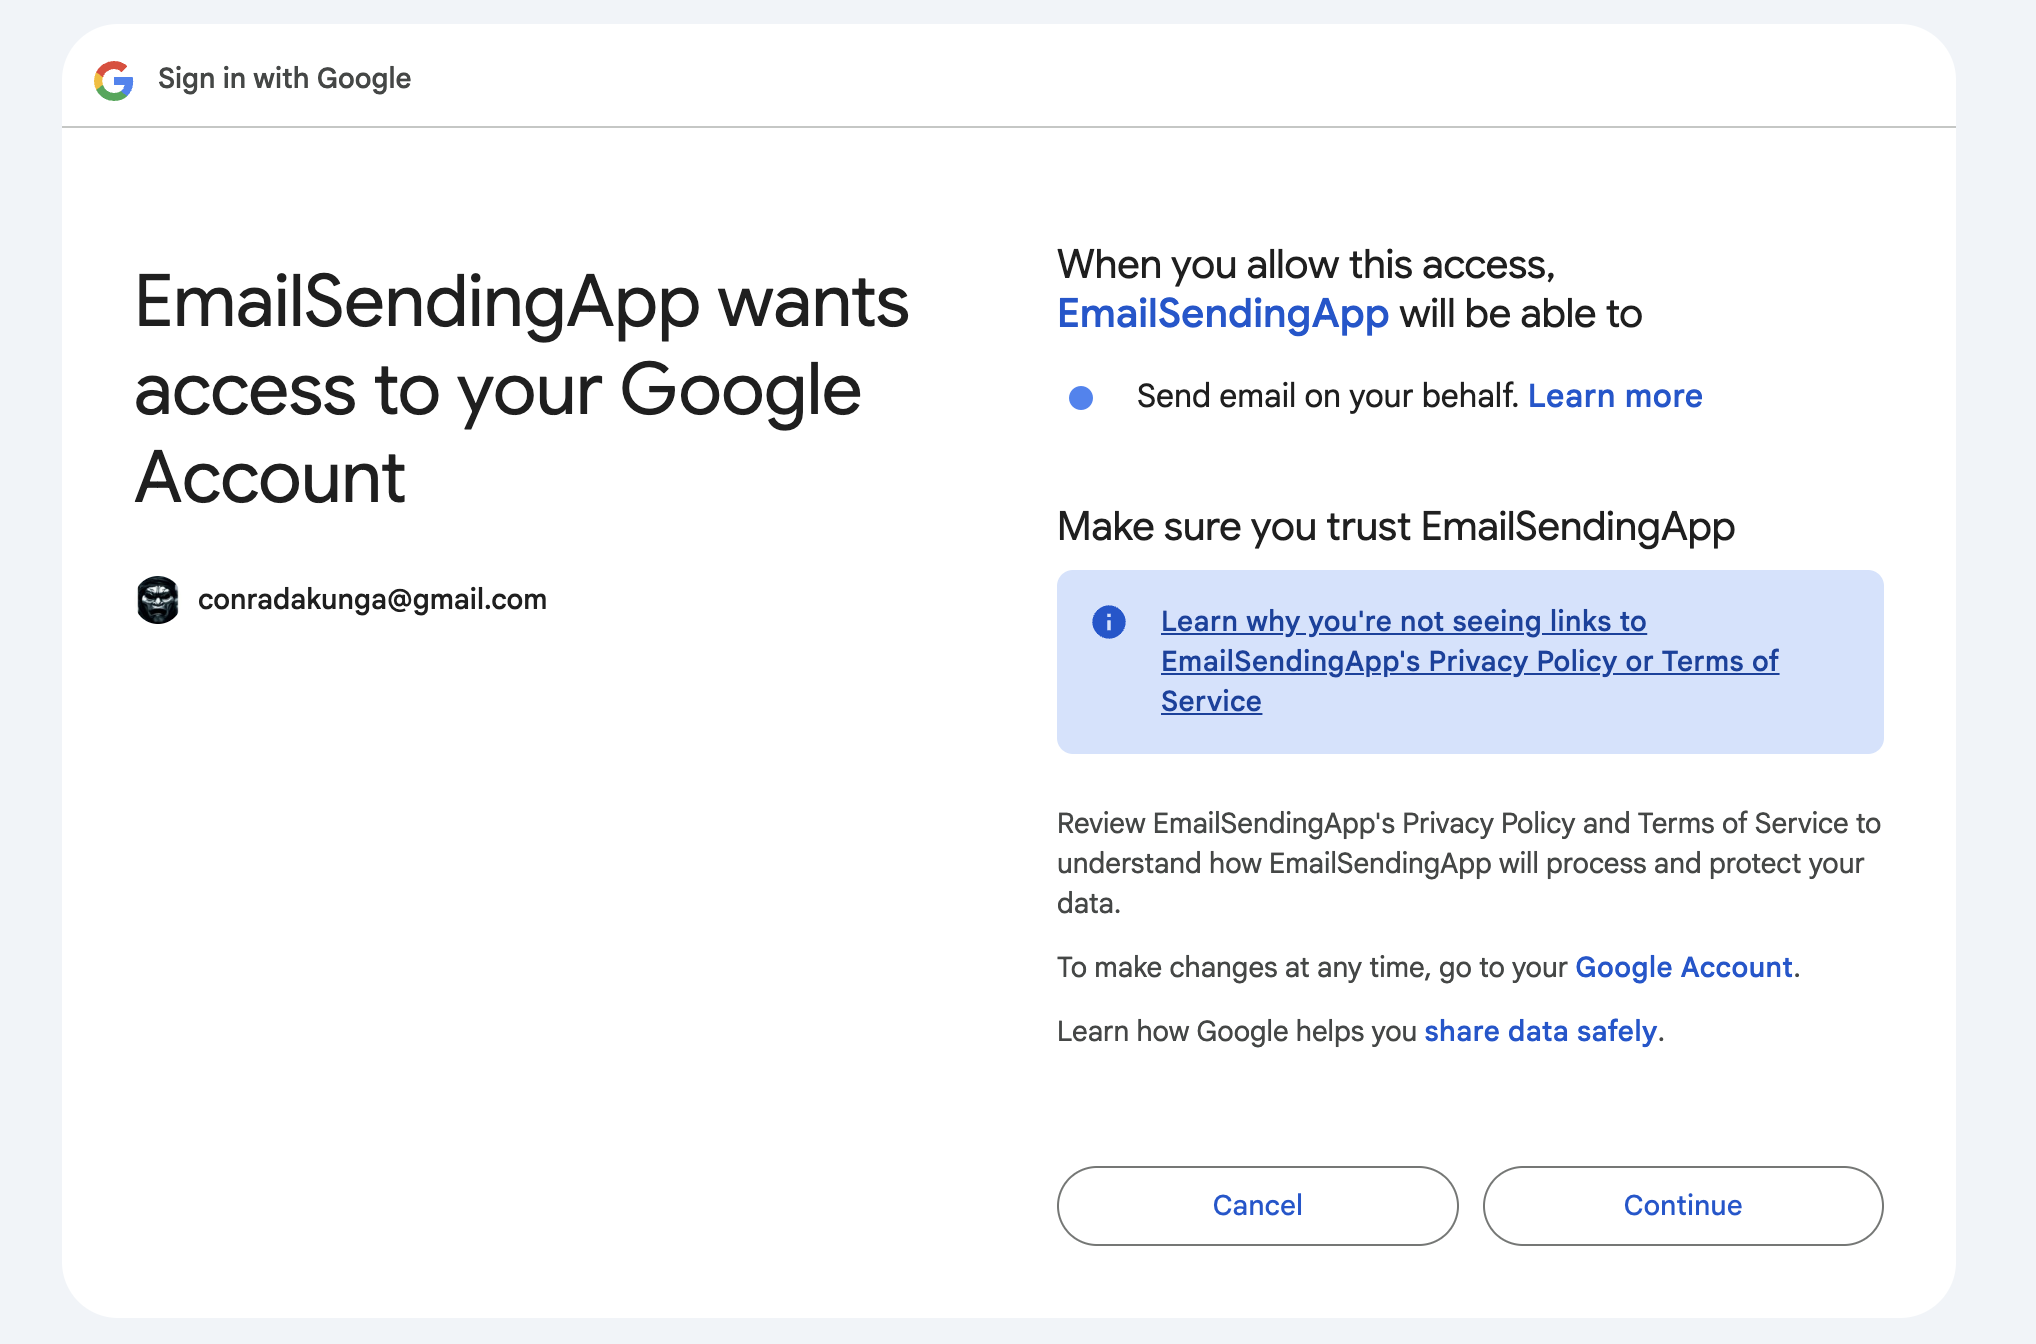 Sign in with Google
EmailSendingApp wants
access to your Google
Account
conradakunga@gmail.com
When you allow this access,
EmailSendingApp will be able to
Send email on your behalf. Learn more
Make sure you trust EmailSendingApp
Learn why you're not seeing links to
EmailSendingApp's Privacy Policy or Terms of
Service
Review EmailSendingApp's Privacy Policy and Terms of Service to
understand how EmailSendingApp will process and protect your
data.
To make changes at any time, go to your Google Account.
Learn how Google helps you share data safely.
Cancel
Continue